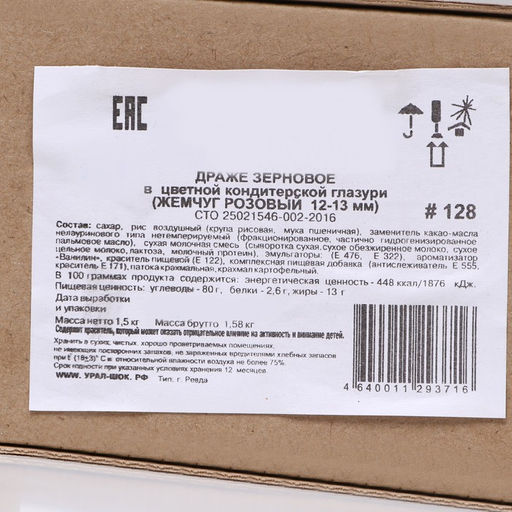 EAC
ДРАЖЕ ЗЕРНОВОЕ
в цветной кондитерской глазури
(ЖЕМЧУГ РОЗОВЫЙ 12-13 мм)
СТО 25021546-002-2016
# 128
Состав: сахар, рис воздушный (крупа рисовая, мука пшеничная), заменитель какао-масла
нелауринового типа нетемперируемый (фракционированное, частично гидрогенизированное
пальмовое масло), сухая молочная смесь (сыворотка сухая, сухое обезжиренное молоко, сухое
цельное молоко, лактоза, молочный протеин), эмульгаторы: (Е 476, Е 322), ароматизатор
«Ванилин», краситель пищевой (Е 122), комплексная пищевая добавка (антислеживатель Е 555,
краситель Е 171), патока крахмальная, крахмал картофельный.
В 100 граммах продукта содержится: энергетическая ценность - 448 ккал/1876 кДж.
Пищевая ценность: углеводы - 80 г, белки - 2,6 г, жиры - 13 г
Дата выработки
и упаковки
Масса нетто 1,5 кг Масса брутто 1,58 кг
Содержит краситель, который может оказать отрицательное влияние на активность и внимание детей.
Хранить в сухих, чистых, хорошо проветриваемых помещениях,
не имеющих посторонних запахов, не зараженных вредителями хлебных запасов
при t (18±3)° С и относительной влажности воздуха не более 75%.
Срок годности при указанных условиях хранения 12 месяцев
WWW. УРАЛ-ШОК. РФ Тип. г. Ревда
4 640011 293716